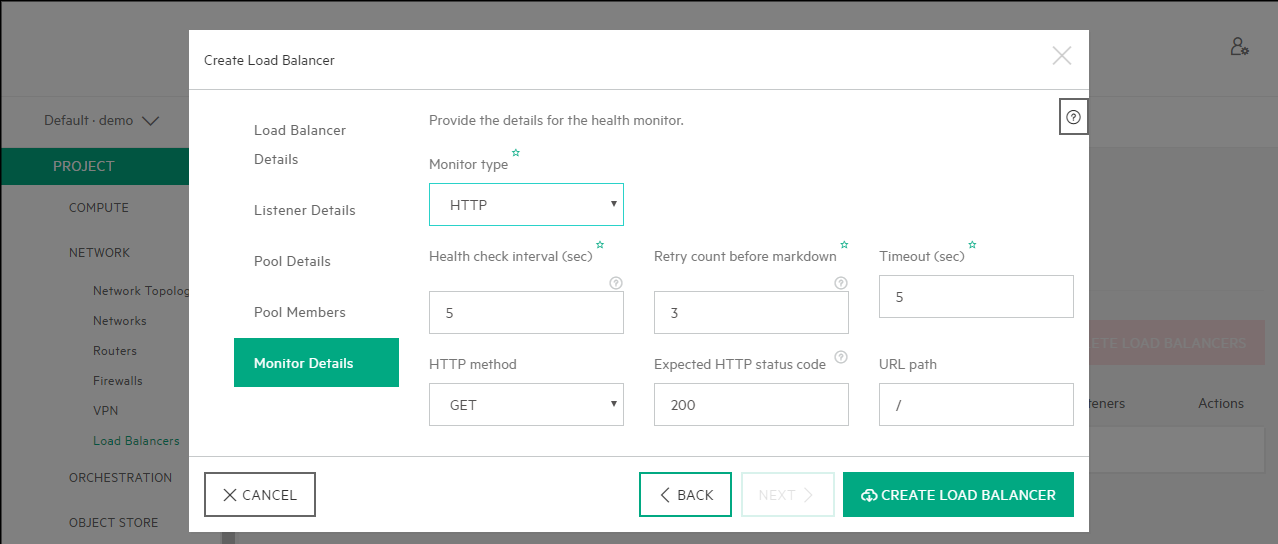 Create Load Balancer
Default · demo
PROJECT
COMPUTE
NETWORK
Network Topolog
Networks
Routers
Firewalls
VPN
Load Balancers
ORCHESTRATION
OBJECT STORE
Load Balancer
Details
Listener Details
Pool Details
Pool Members
Monitor Details
Provide the details for the health monitor.
Monitor type
HTTP
Health check interval (sec)
Retry count before markdown
Timeout (sec)
5
3
5
HTTP method
Expected HTTP status code
URL path
GET
200
/
CANCEL
BACK
NEXT
CREATE LOAD BALANCER
ETE LOAD BALANCERS
teners
Actions